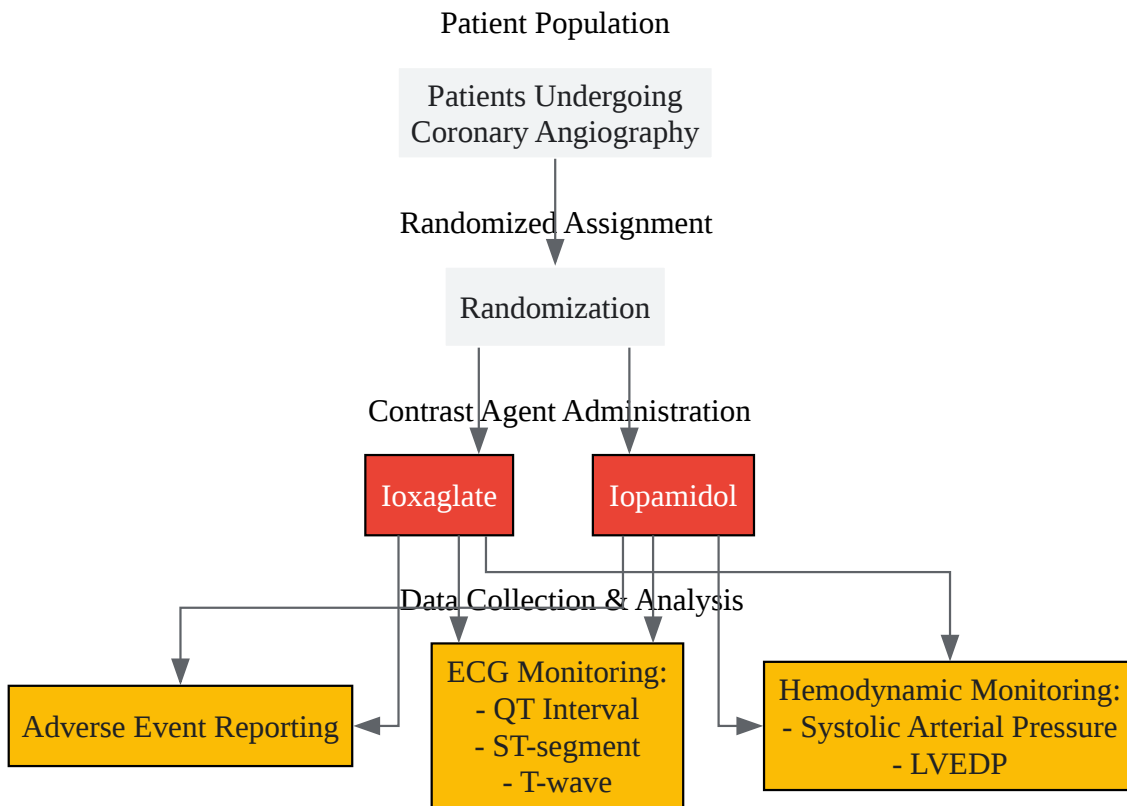 Patient Population
Patients Undergoing
Coronary Angiography
Randomized Assignment
Randomization
Contrast Agent Administration
Ioxaglate
Iopamidol
Data Collection & Analysis
Adverse Event Reporting
ECG Monitoring:
- QT Interval
- ST-segment
- T-wave
Hemodynamic Monitoring:
- Systolic Arterial Pressure
- LVEDP